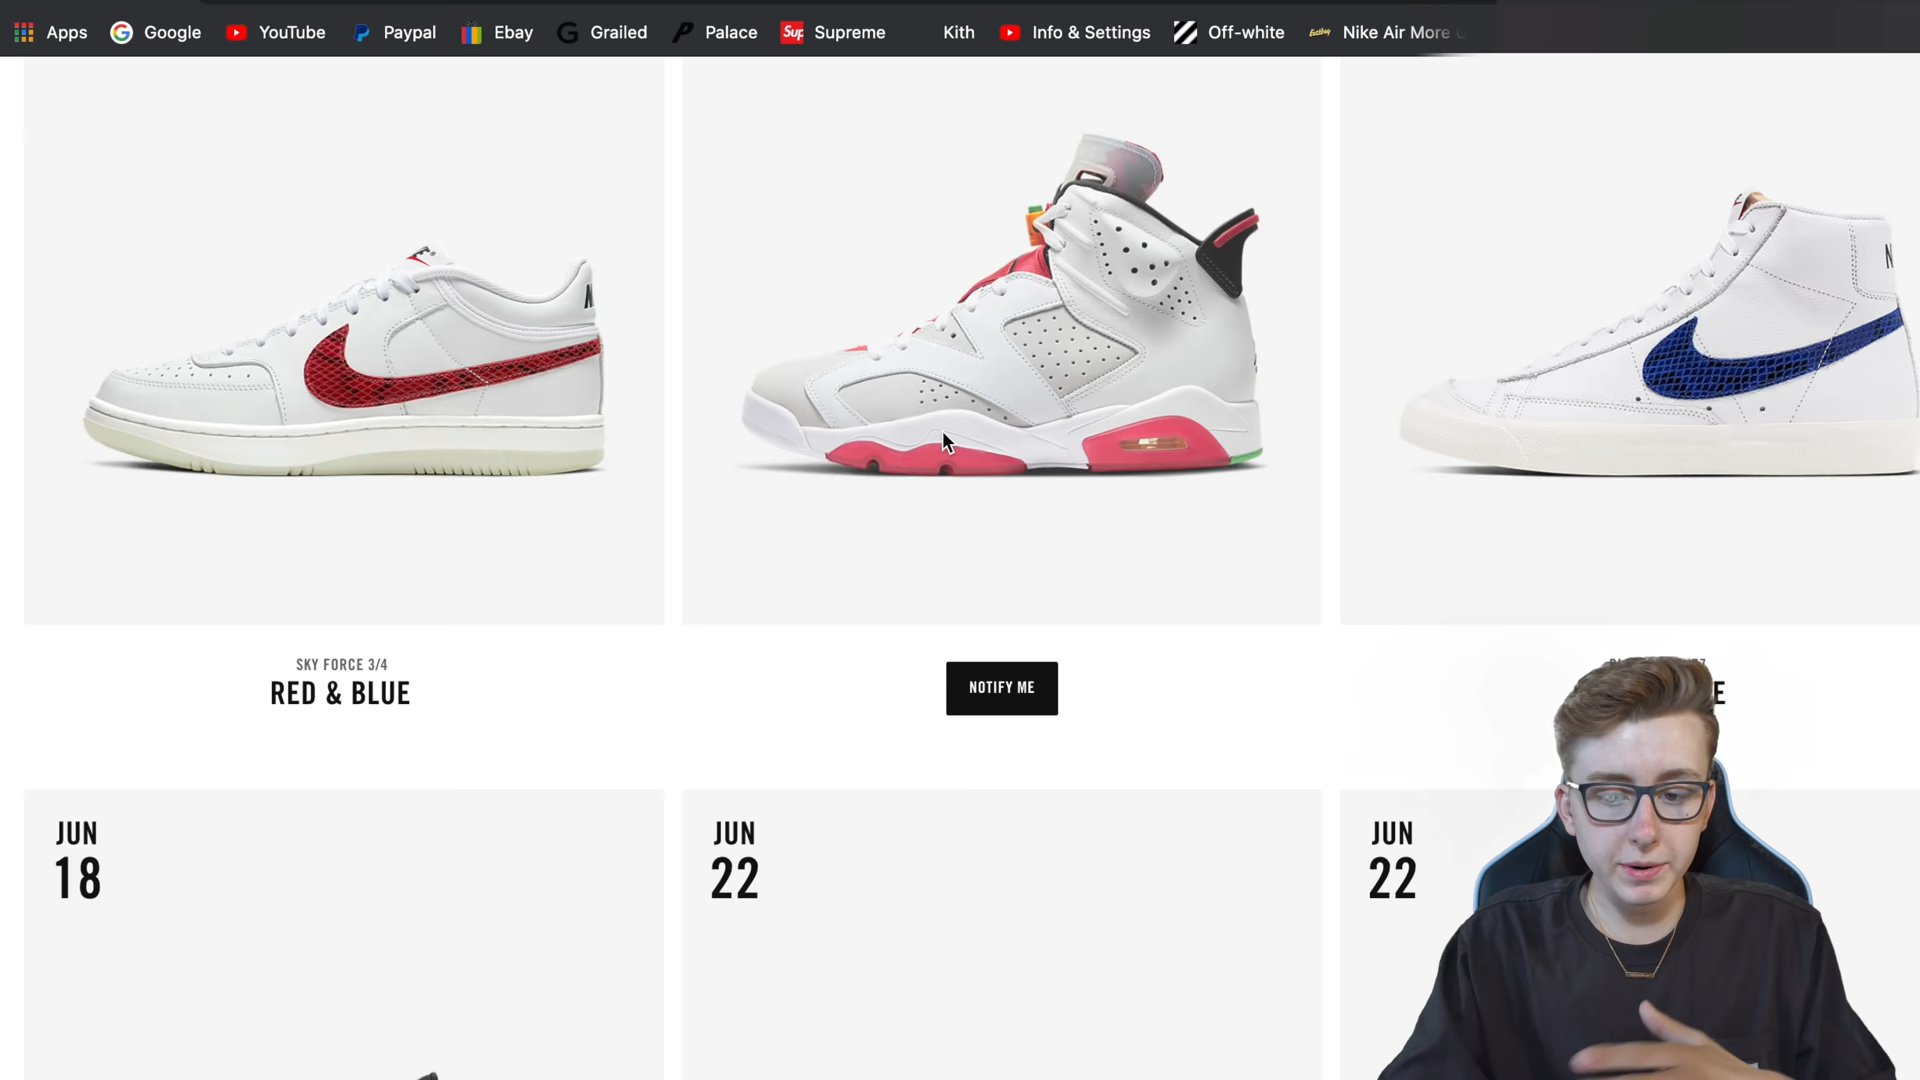 Apps Google YouTube Paypal Ebay Grailed Palace Supreme Kith Info & Settings Off-white Nike Air More
Sup
SKY FORCE 3/4
RED & BLUE
NOTIFY ME
JUN
18
JUN
22
JUN
22